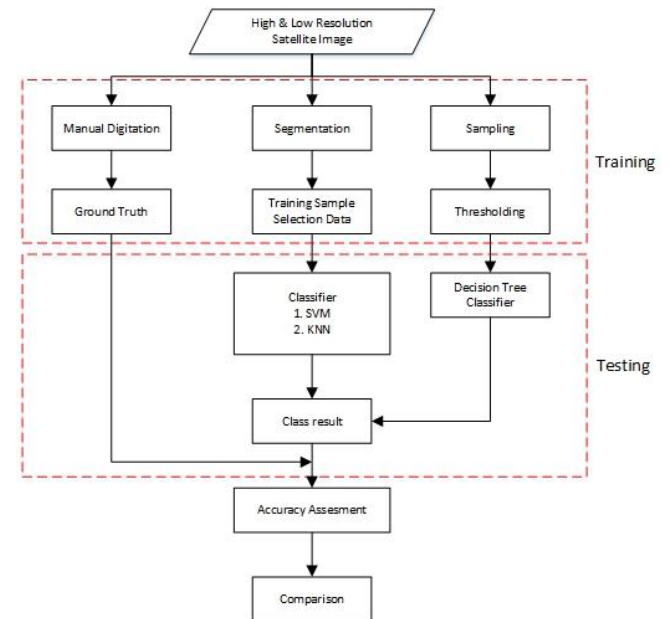 High & Low Resolution
Satellite Image
Manual Digitation
Segmentation
Sampling
Training
Ground Truth
Training Sample
Selection Data
Thresholding
Classifier
1. SVM
2. KNN
Decision Tree
Classifier
Testing
Class result
Accuracy Assesment
Comparison